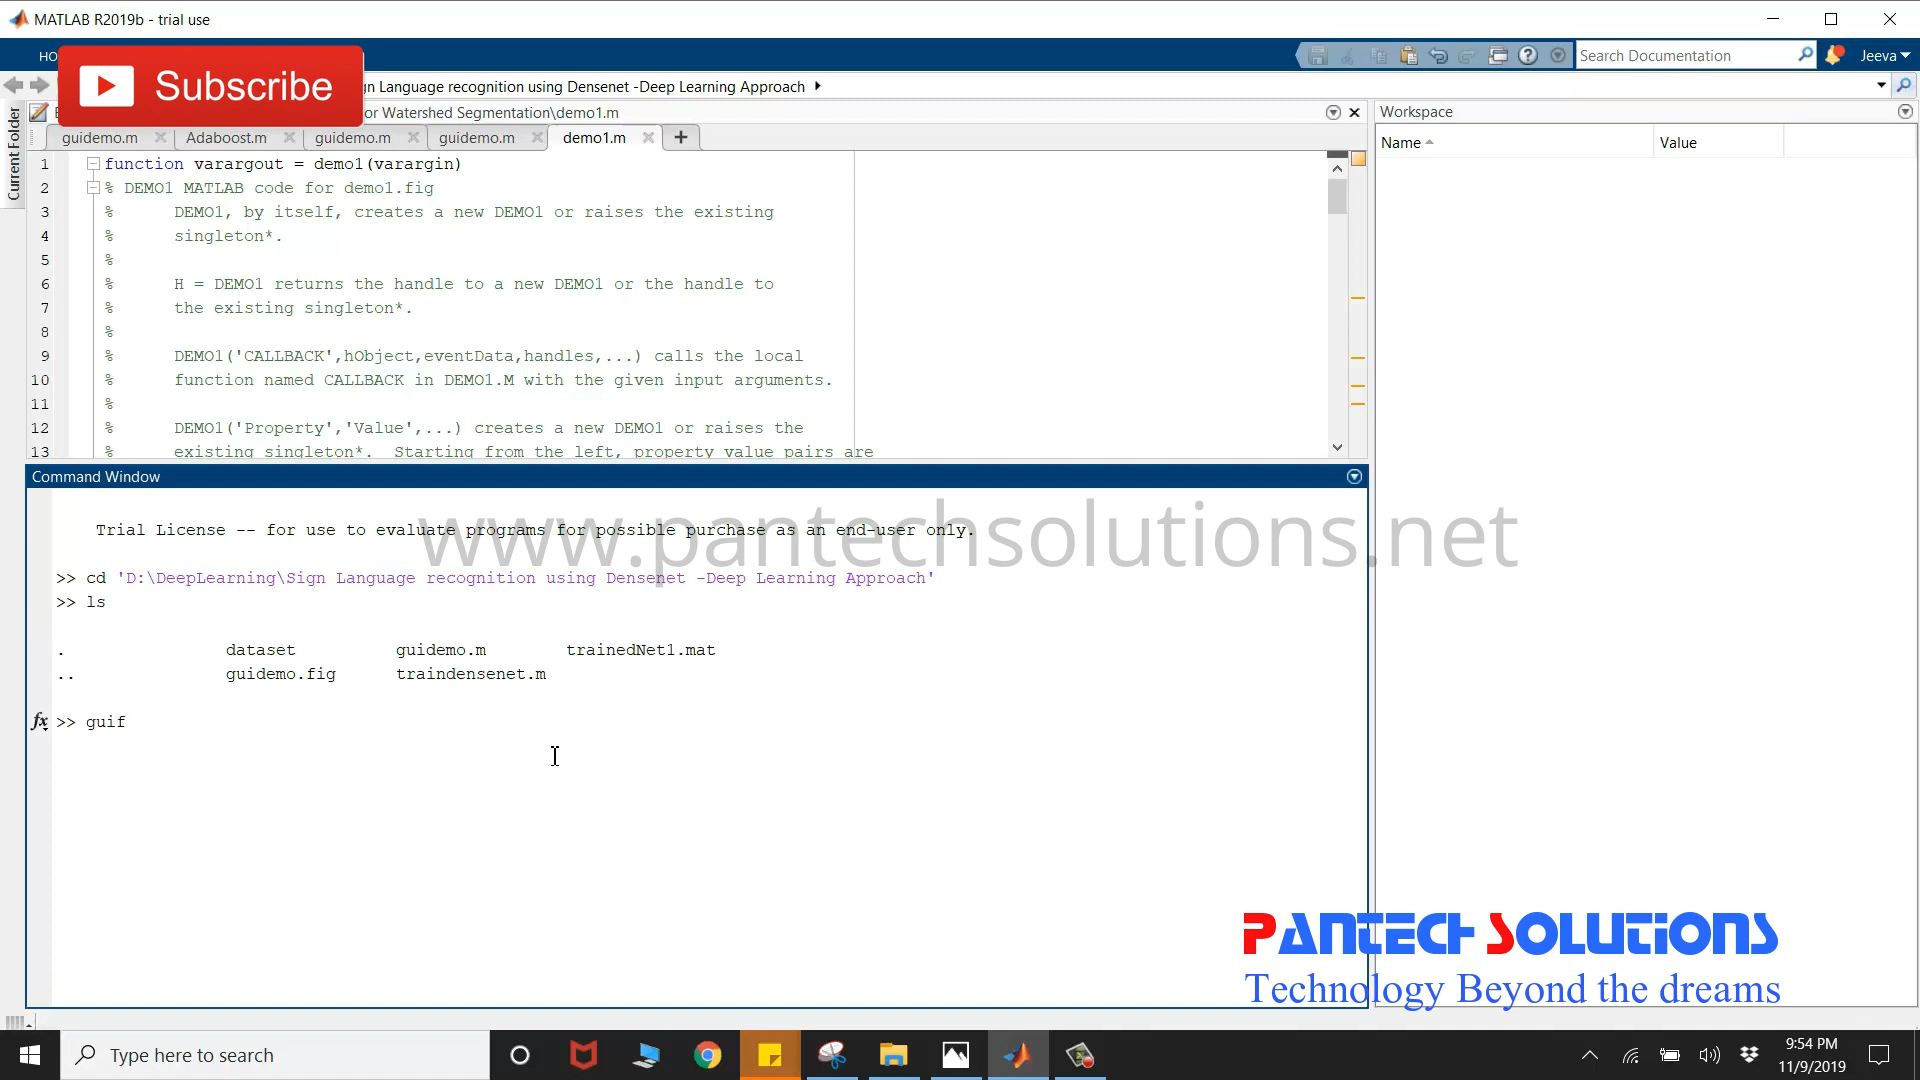 MATLAB R2019b - trial use
HO
Search Documentation
Jeeva
Subscribe
gn Language recognition using Densenet -Deep Learning Approach
or Watershed Segmentation\demo1.m
Workspace
Current Folder
guidemo.m
Adaboost.m
guidemo.m
guidemo.m
demo1.m
+
Name
Value
1 function varargout = demo1(varargin)
2 % DEMO1 MATLAB code for demo1.fig
3 % DEMO1, by itself, creates a new DEMO1 or raises the existing
4 % singleton*.
5 %
6 % H = DEMO1 returns the handle to a new DEMO1 or the handle to
7 % the existing singleton*.
8 %
9 % DEMO1('CALLBACK',hObject,eventData,handles,...) calls the local
10 % function named CALLBACK in DEMO1.M with the given input arguments.
11 %
12 % DEMO1('Property','Value',...) creates a new DEMO1 or raises the
13 % existing singleton*.  Starting from the left, property value pairs are
Command Window
www.pantechsolutions.net
Trial License -- for use to evaluate programs for possible purchase as an end-user only.
>> cd 'D:\DeepLearning\Sign Language recognition using Densenet -Deep Learning Approach'
>> ls
. dataset guidemo.m trainedNet1.mat
.. guidemo.fig traindensenet.m
fx >> guif
PANTECH SOLUTIONS
Technology Beyond the dreams
Type here to search
9:54 PM
11/9/2019